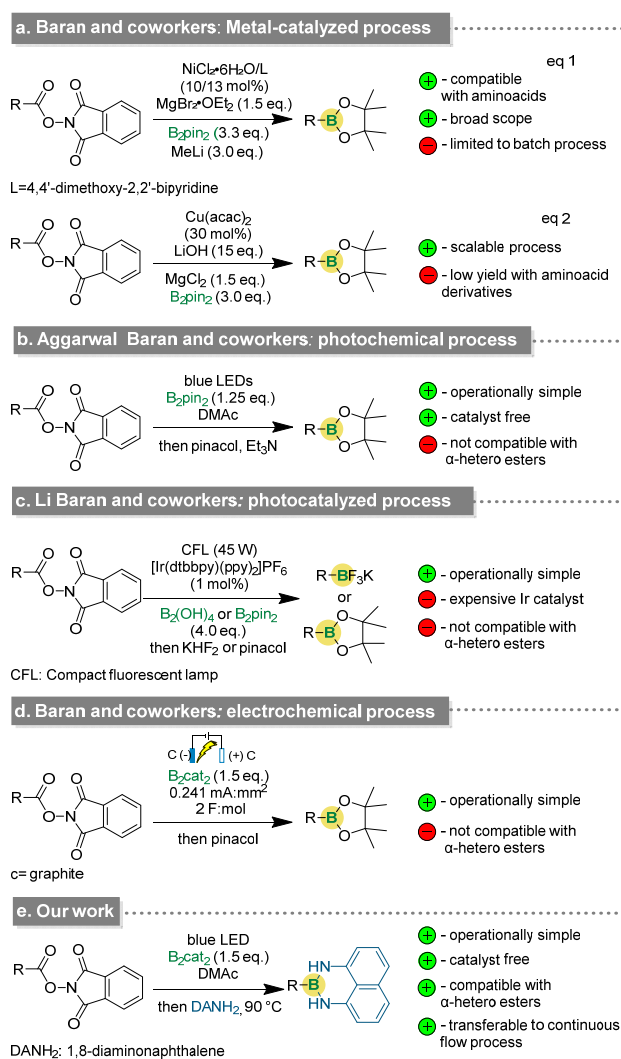 a. Baran and coworkers: Metal-catalyzed process
eq 1
R
O
O
N
O
O
NiCl₂•6H₂O/L
(10/13 mol%)
MgBr₂•OEt₂ (1.5 eq.)
B₂pin₂ (3.3 eq.)
MeLi (3.0 eq.)
R
B
O
O
+ - compatible
with aminoacids
+ - broad scope
− - limited to batch process
L=4,4'-dimethoxy-2,2'-bipyridine
eq 2
R
O
O
N
O
O
Cu(acac)₂
(30 mol%)
LiOH (15 eq.)
MgCl₂ (1.5 eq.)
B₂pin₂ (3.0 eq.)
R
B
O
O
+ - scalable process
− - low yield with aminoacid
derivatives
b. Aggarwal Baran and coworkers: photochemical process
R
O
O
N
O
O
blue LEDs
B₂pin₂ (1.25 eq.)
DMAc
then pinacol, Et₃N
R
B
O
O
+ - operationally simple
+ - catalyst free
− - not compatible with
α-hetero esters
c. Li Baran and coworkers: photocatalyzed process
R
O
O
N
O
O
CFL (45 W)
[Ir(dtbbpy)(ppy)₂]PF₆
(1 mol%)
B₂(OH)₄ or B₂pin₂
(4.0 eq.)
then KHF₂ or pinacol
R
BF₃K
or
R
B
O
O
+ - operationally simple
− - expensive Ir catalyst
− - not compatible with
α-hetero esters
CFL: Compact fluorescent lamp
d. Baran and coworkers: electrochemical process
R
O
O
N
O
O
C (-) (+) C
B₂cat₂ (1.5 eq.)
0.241 mA:mm²
2 F:mol
then pinacol
R
B
O
O
+ - operationally simple
− - not compatible with
α-hetero esters
c= graphite
e. Our work
R
O
O
N
O
O
blue LED
B₂cat₂ (1.5 eq.)
DMAc
then DANH₂, 90 °C
R
B
HN
HN
+ - operationally simple
+ - catalyst free
+ - compatible with
α-hetero esters
+ - transferable to continuous
flow process
DANH₂: 1,8-diaminonaphthalene